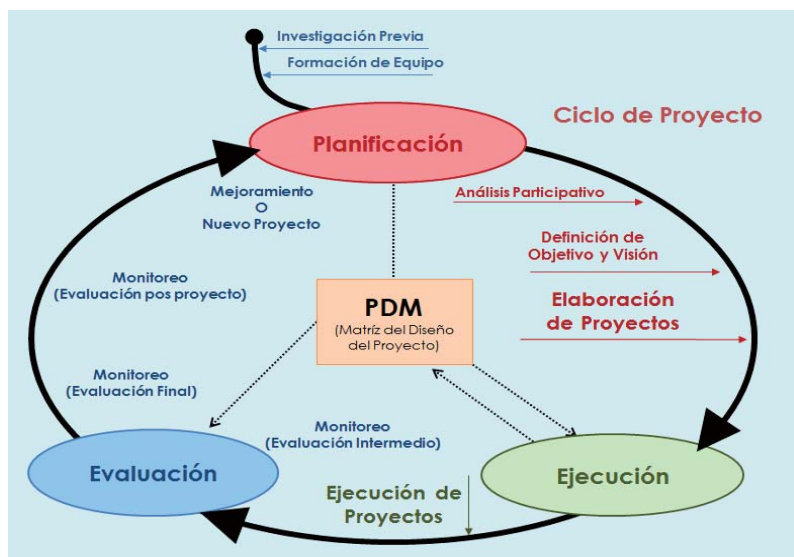 Investigación Previa
Formación de Equipo
Ciclo de Proyecto
Planificación
Mejoramiento
O
Nuevo Proyecto
Análisis Participativo
Definición de
Objetivo y Visión
Monitoreo
(Evaluación pos proyecto)
PDM
(Matríz del Diseño
del Proyecto)
Elaboración
de Proyectos
Monitoreo
(Evaluación Final)
Monitoreo
(Evaluación Intermedio)
Evaluación
Ejecución
Ejecución de
Proyectos